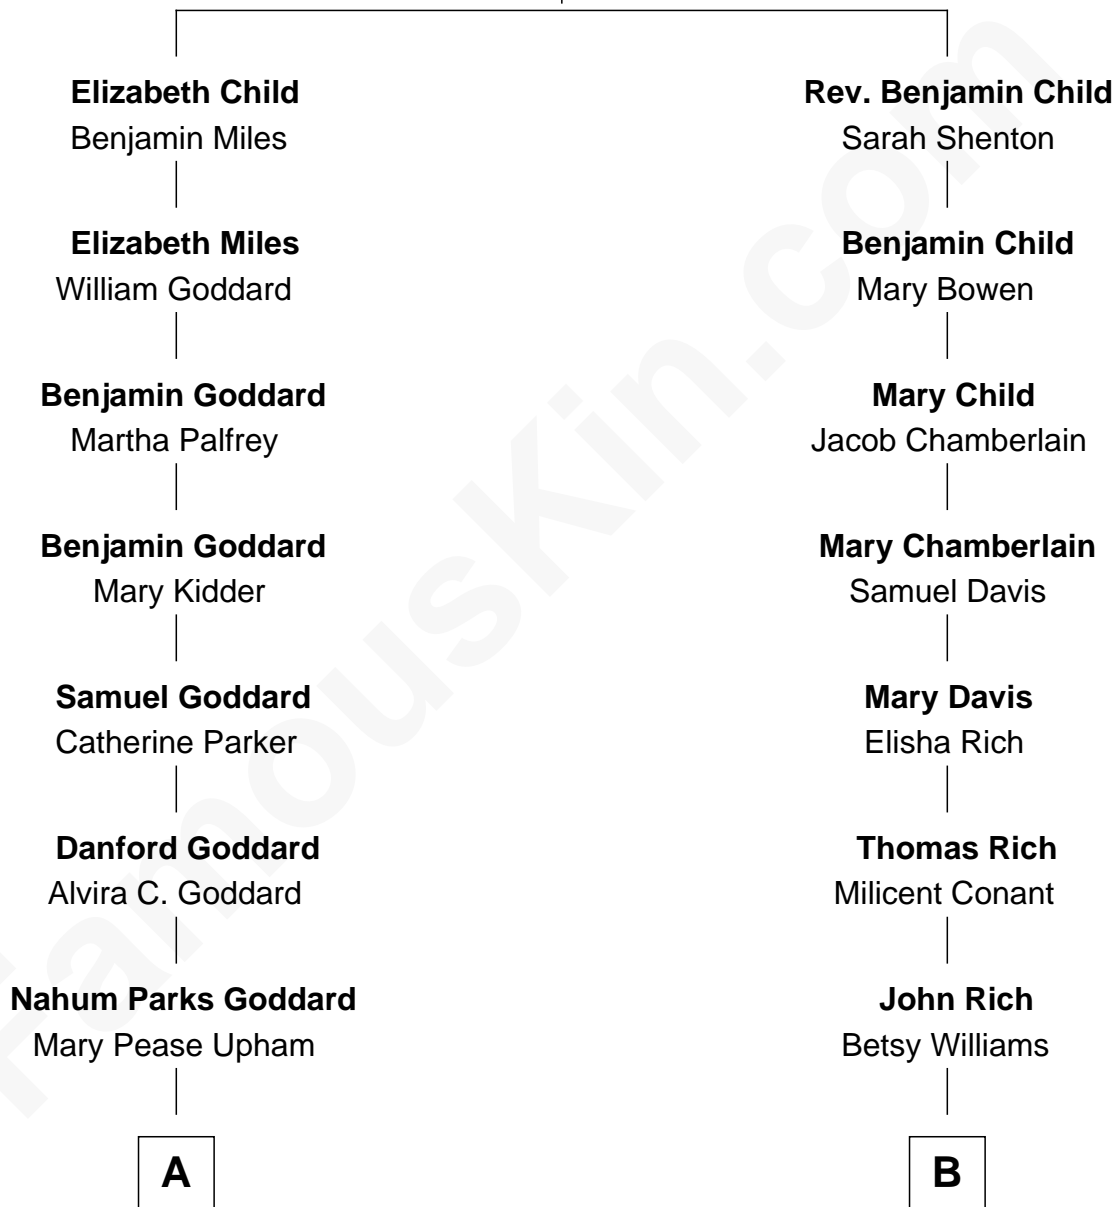 Elizabeth Child
Benjamin Miles
Elizabeth Miles
William Goddard
Benjamin Goddard
Martha Palfrey
Benjamin Goddard
Mary Kidder
Samuel Goddard
Catherine Parker
Danford Goddard
Alvira C. Goddard
Nahum Parks Goddard
Mary Pease Upham
A
Rev. Benjamin Child
Sarah Shenton
Benjamin Child
Mary Bowen
Mary Child
Jacob Chamberlain
Mary Chamberlain
Samuel Davis
Mary Davis
Elisha Rich
Thomas Rich
Milicent Conant
John Rich
Betsy Williams
B
FamousKin.com